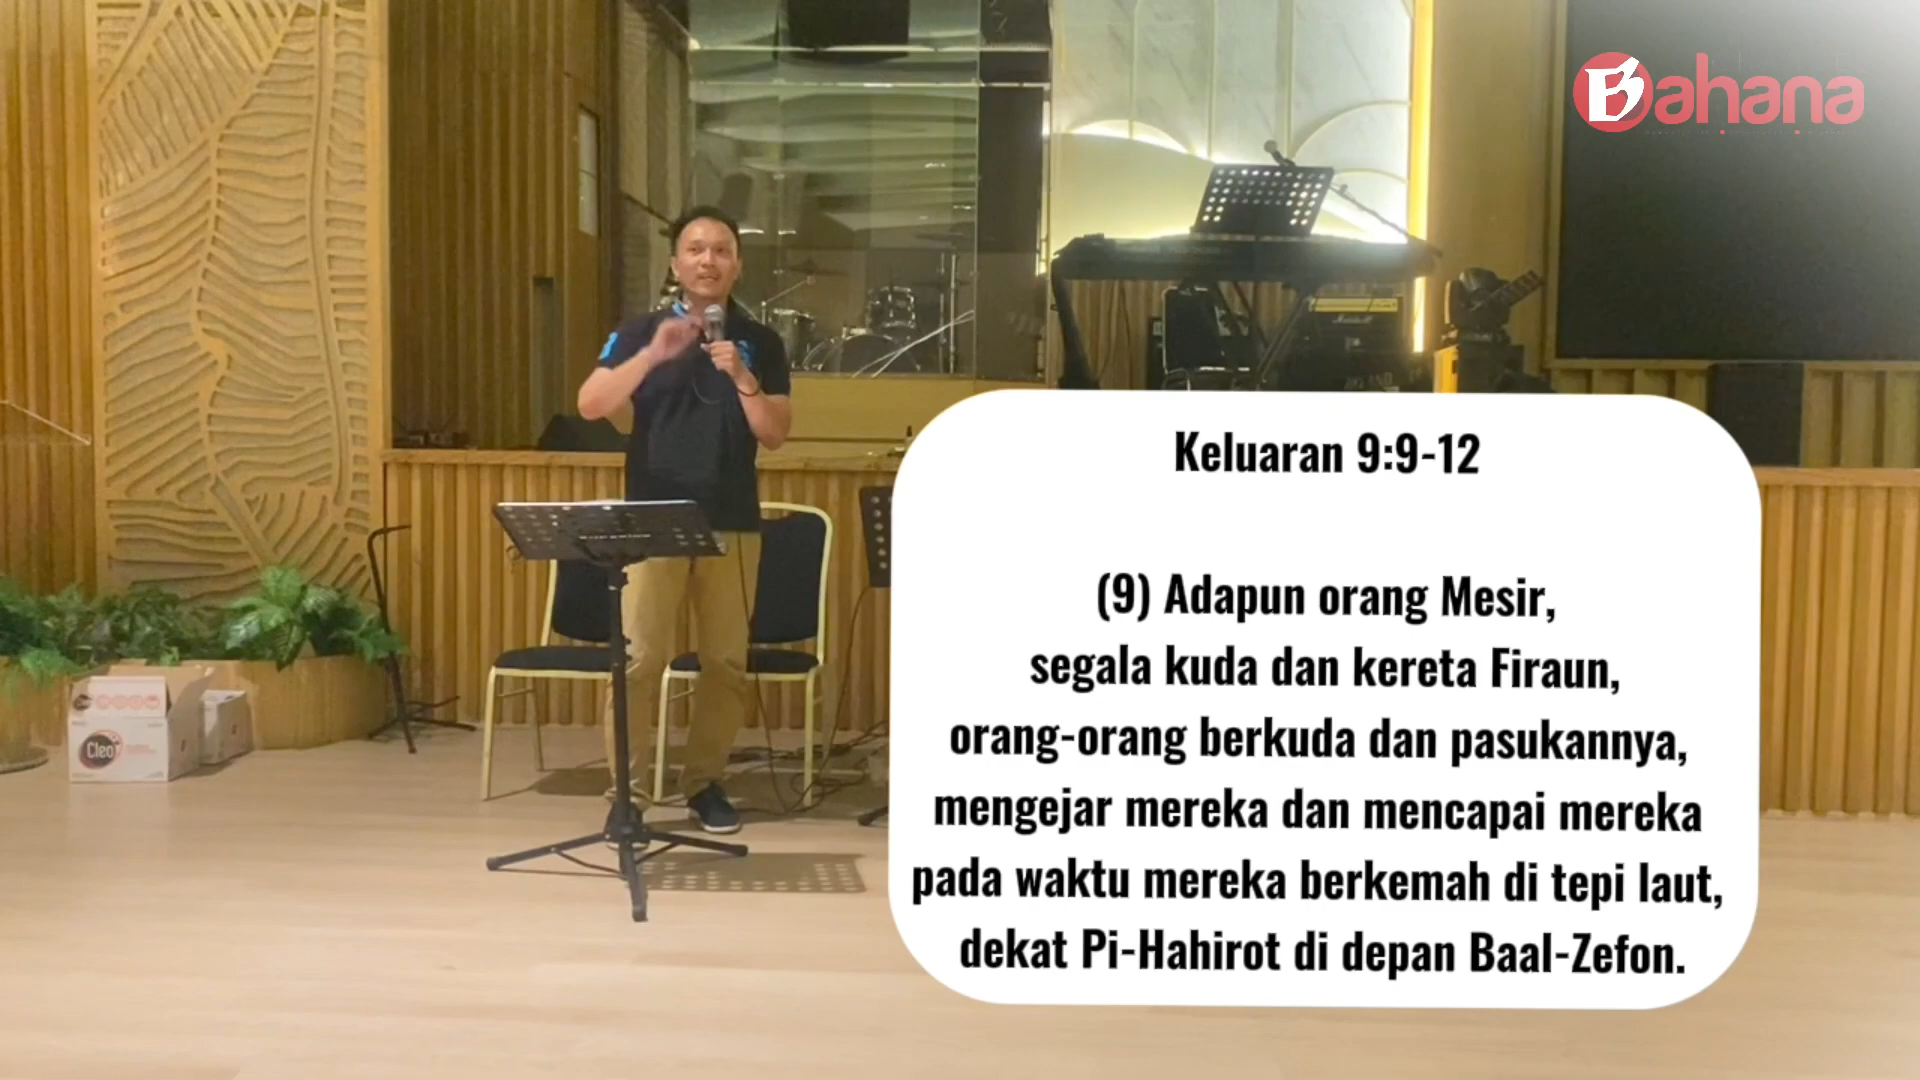 Bahana
Keluaran 9:9-12
(9) Adapun orang Mesir,
segala kuda dan kereta Firaun,
orang-orang berkuda dan pasukannya,
mengejar mereka dan mencapai mereka
pada waktu mereka berkemah di tepi laut,
dekat Pi-Hahirot di depan Baal-Zefon.
Marshall
Cleo
Cleo